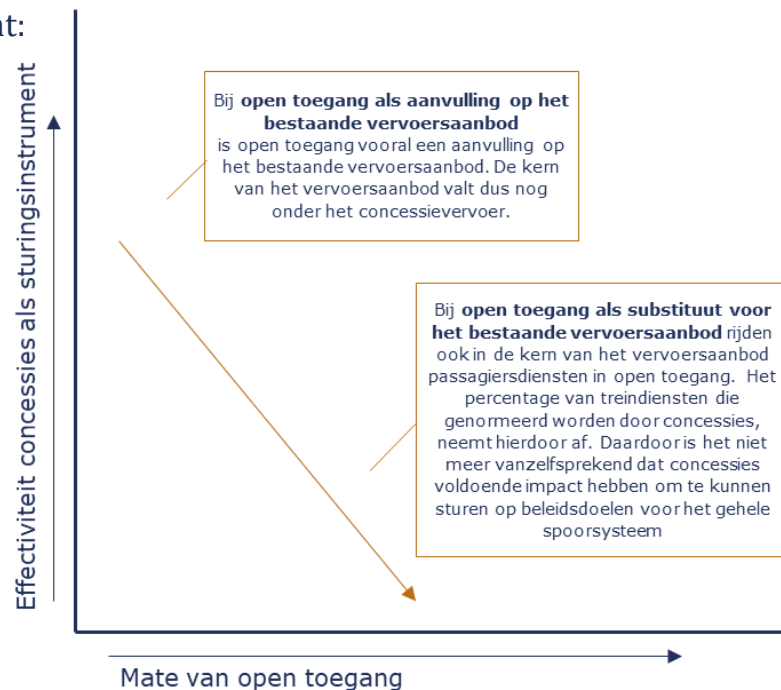 nt:
Effectiviteit concessies als sturingsinstrument
Bij open toegang als aanvulling op het
bestaande vervoersaanbod
is open toegang vooral een aanvulling op
het bestaande vervoersaanbod. De kern
van het vervoersaanbod valt dus nog
onder het concessievervoer.
Bij open toegang als substituut voor
het bestaande vervoersaanbod rijden
ook in de kern van het vervoersaanbod
passagiersdiensten in open toegang. Het
percentage van treindiensten die
genormeerd worden door concessies,
neemt hierdoor af. Daardoor is het niet
meer vanzelfsprekend dat concessies
voldoende impact hebben om te kunnen
sturen op beleidsdoelen voor het gehele
spoorsysteem
Mate van open toegang